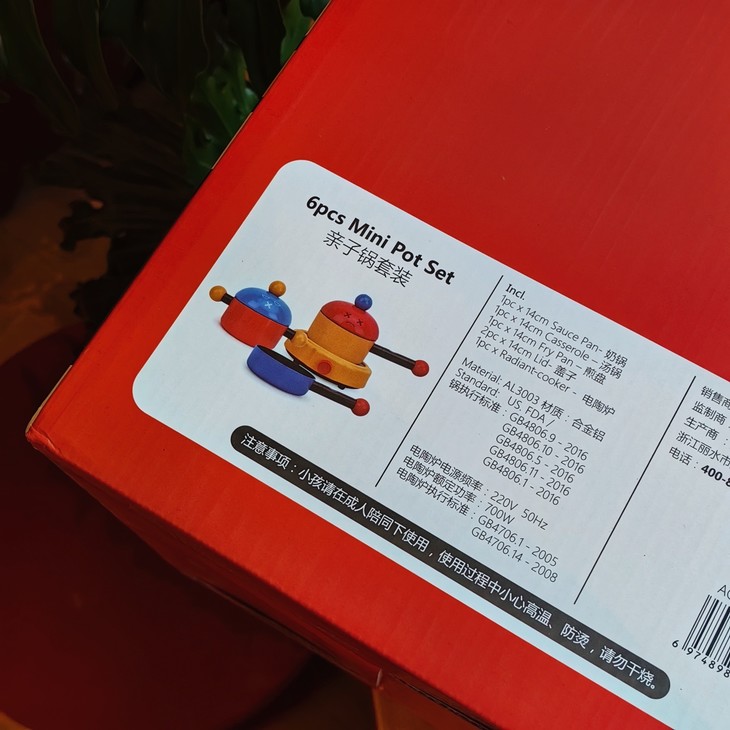 6pcs Mini Pot Set
亲子锅套装
Incl.
1pc x 14cm Sauce Pan- 奶锅
1pc x 14cm Casserole – 汤锅
1pc x 14cm Fry Pan – 煎盘
2pc x 14cm Lid- 盖子
1pc x Radiant-cooker - 电陶炉
Material: AL3003 材质：合金铝
Standard: US, FDA /
锅执行标准：GB4806.9 - 2016
GB4806.10 - 2016
GB4806.5 - 2016
GB4806.11 - 2016
GB4806.1 - 2016
电陶炉电源频率：220V 50Hz
电陶炉额定功率：700W
电陶炉执行标准：GB4706.1 - 2005
GB4706.14 - 2008
注意事项：小孩请在成人陪同下使用，使用过程中小心高温、防烫，请勿干烧。
销售商
监制商
生产商：
浙江丽水市
电话：400-8
6 974898